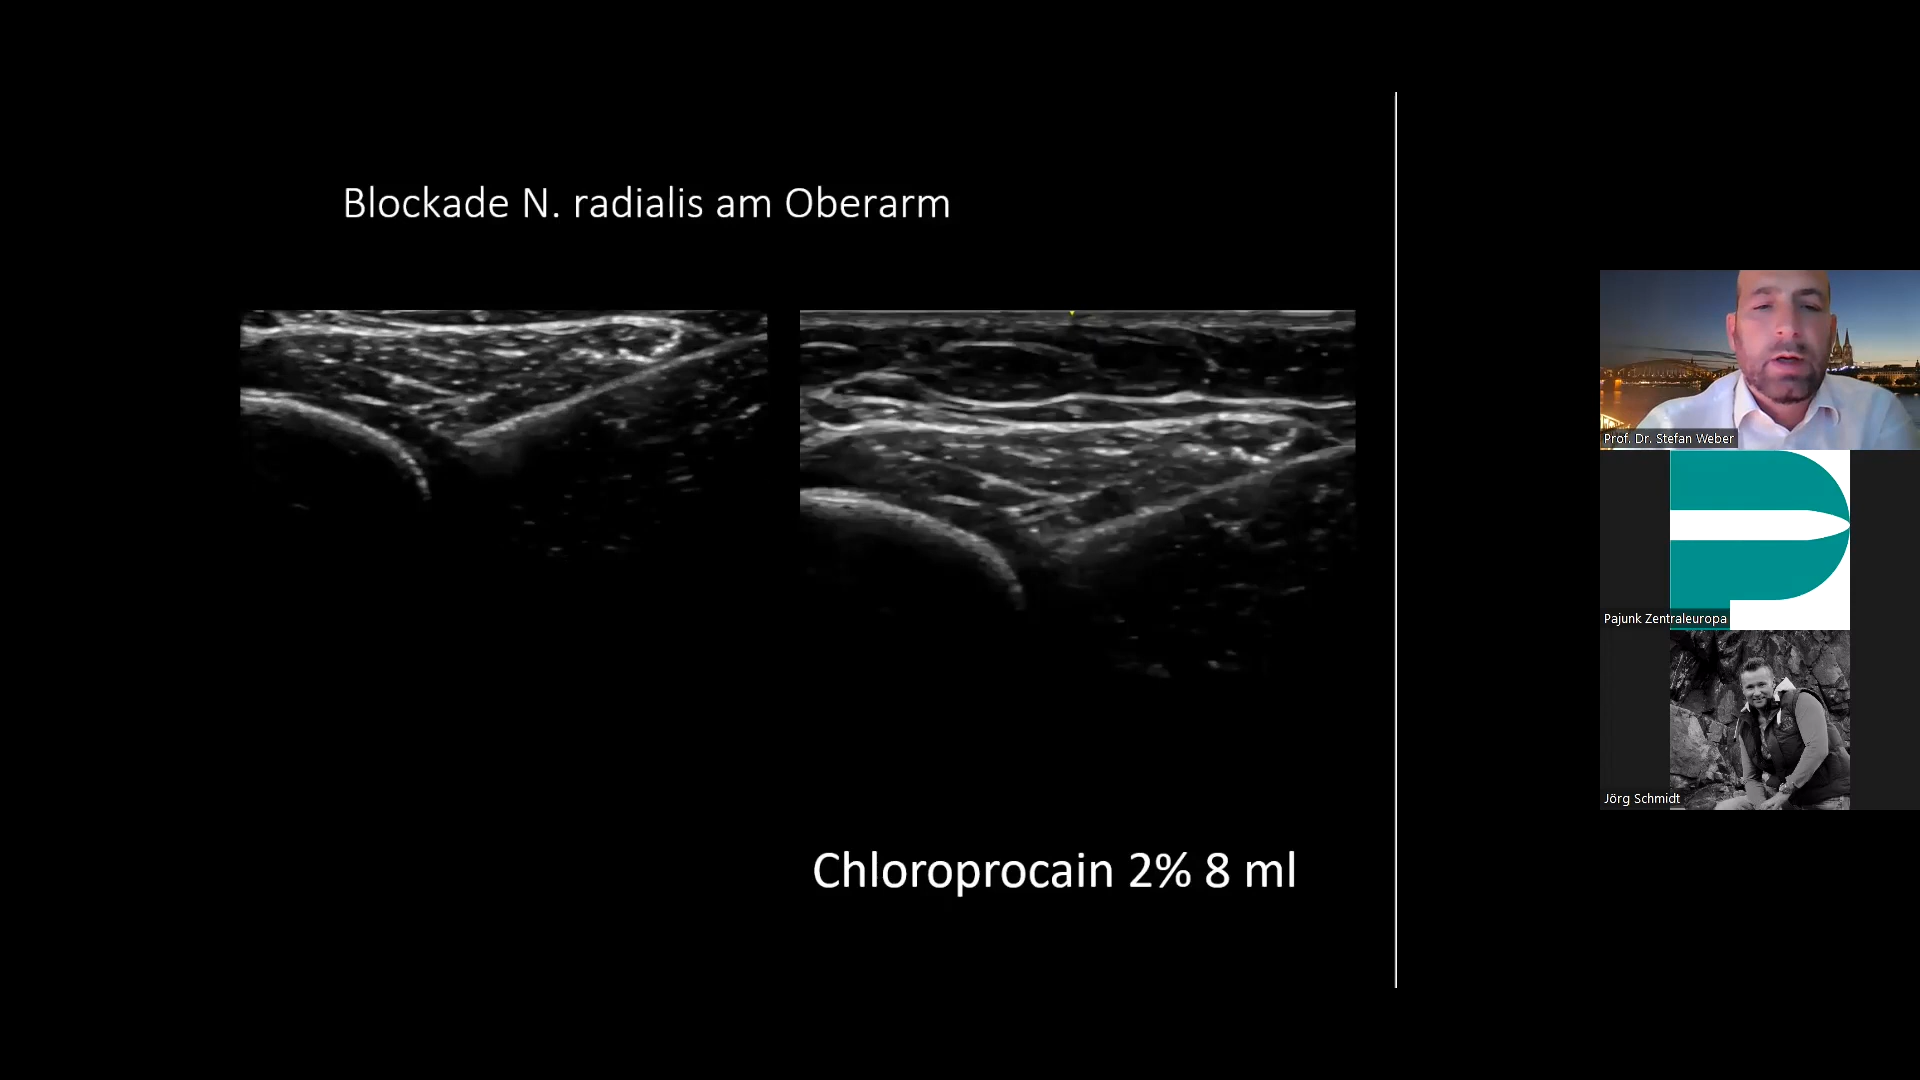 Blockade N. radialis am Oberarm
Chloroprocain 2% 8 ml
Prof. Dr. Stefan Weber
Pajunk Zentraleuropa
Jörg Schmidt